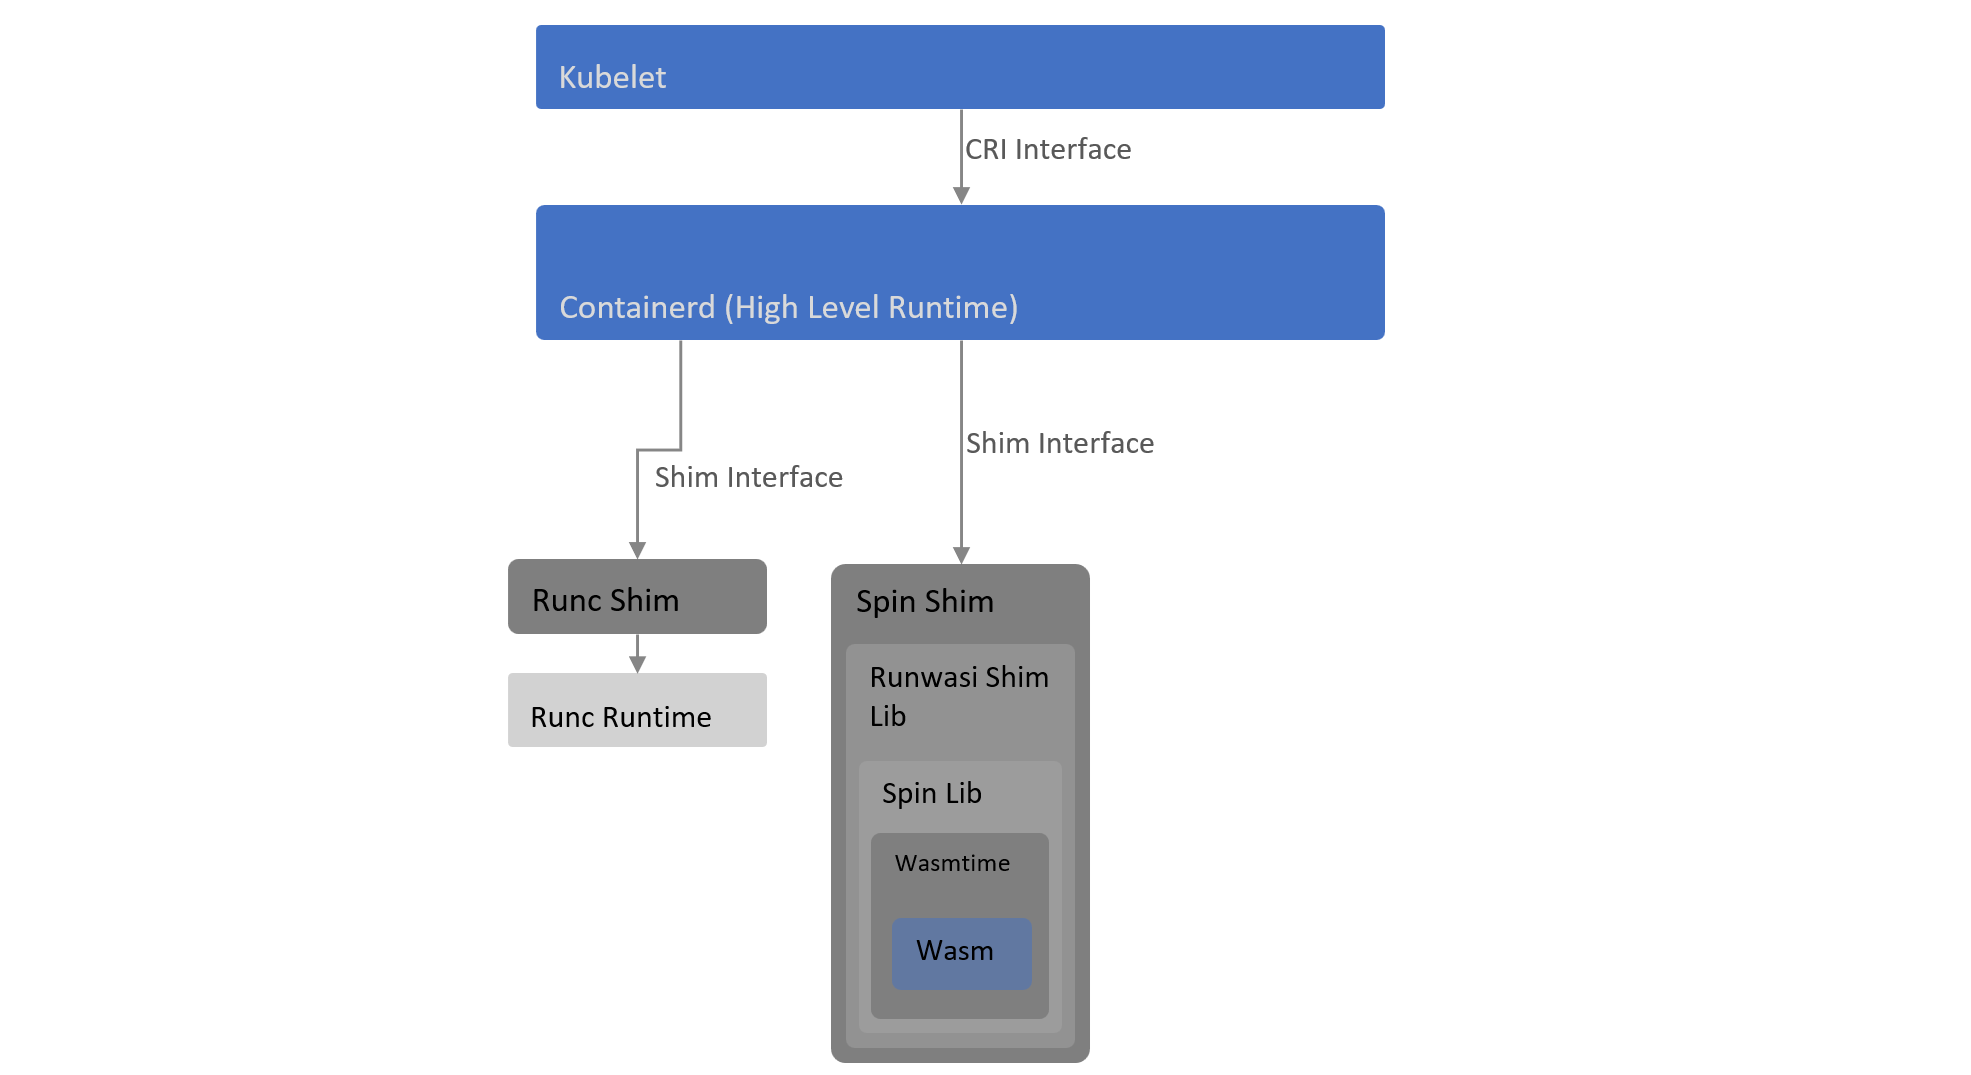 Kubelet
CRI Interface
Containerd (High Level Runtime)
Shim Interface
Shim Interface
Runc Shim
Runc Runtime
Spin Shim
Runwasi Shim
Lib
Spin Lib
Wasmtime
Wasm